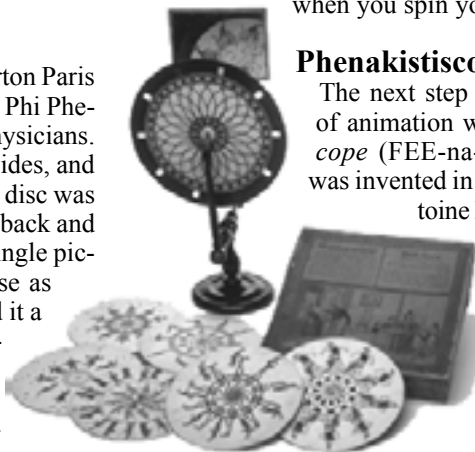 rton Paris
Phi Phe-
ysicians.
ides, and
disc was
back and
ngle pic-
se as
l it a
when you spin yo
Phenakistisco
The next step
of animation w
cope (FEE-na-
was invented in
toine